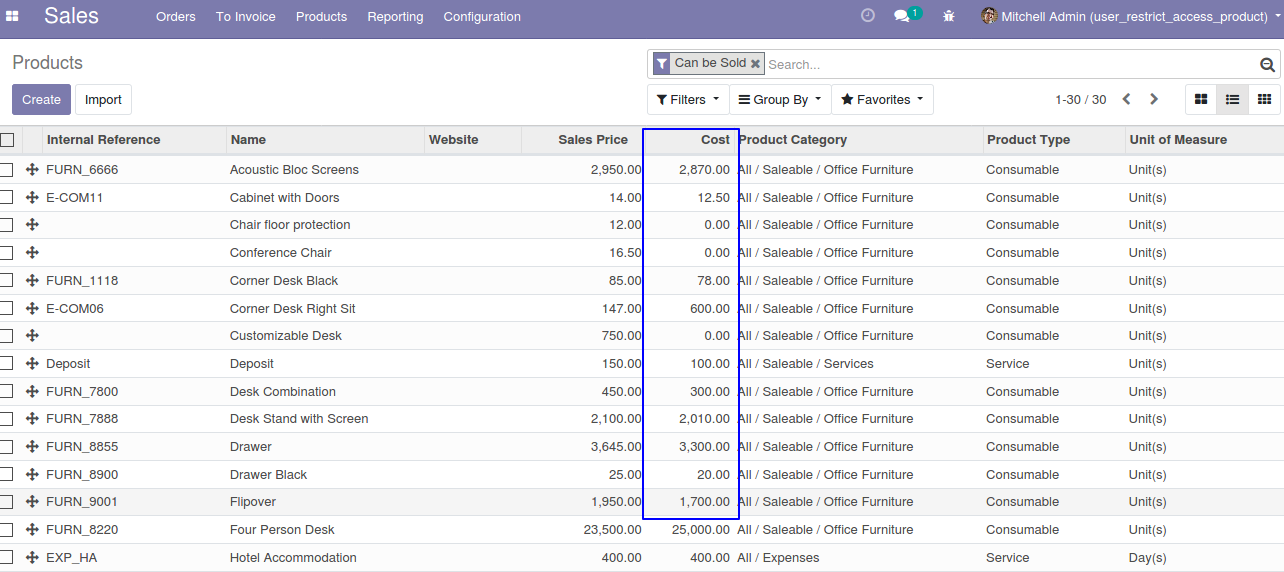 Sales Orders To Invoice Products Reporting Configuration 1 Mitchell Admin (user_restrict_access_product)
Products Can be Sold Search...
Create Import Filters Group By Favorites 1-30 / 30
Internal Reference Name Website Sales Price Cost Product Category Product Type Unit of Measure
FURN_6666 Acoustic Bloc Screens 2,950.00 2,870.00 All / Saleable / Office Furniture Consumable Unit(s)
E-COM11 Cabinet with Doors 14.00 12.50 All / Saleable / Office Furniture Consumable Unit(s)
Chair floor protection 12.00 0.00 All / Saleable / Office Furniture Consumable Unit(s)
Conference Chair 16.50 0.00 All / Saleable / Office Furniture Consumable Unit(s)
FURN_1118 Corner Desk Black 85.00 78.00 All / Saleable / Office Furniture Consumable Unit(s)
E-COM06 Corner Desk Right Sit 147.00 600.00 All / Saleable / Office Furniture Consumable Unit(s)
Customizable Desk 750.00 0.00 All / Saleable / Office Furniture Consumable Unit(s)
Deposit Deposit 150.00 100.00 All / Saleable / Services Service Unit(s)
FURN_7800 Desk Combination 450.00 300.00 All / Saleable / Office Furniture Consumable Unit(s)
FURN_7888 Desk Stand with Screen 2,100.00 2,010.00 All / Saleable / Office Furniture Consumable Unit(s)
FURN_8855 Drawer 3,645.00 3,300.00 All / Saleable / Office Furniture Consumable Unit(s)
FURN_8900 Drawer Black 25.00 20.00 All / Saleable / Office Furniture Consumable Unit(s)
FURN_9001 Flipover 1,950.00 1,700.00 All / Saleable / Office Furniture Consumable Unit(s)
FURN_8220 Four Person Desk 23,500.00 25,000.00 All / Saleable / Office Furniture Consumable Unit(s)
EXP_HA Hotel Accommodation 400.00 400.00 All / Expenses Service Day(s)